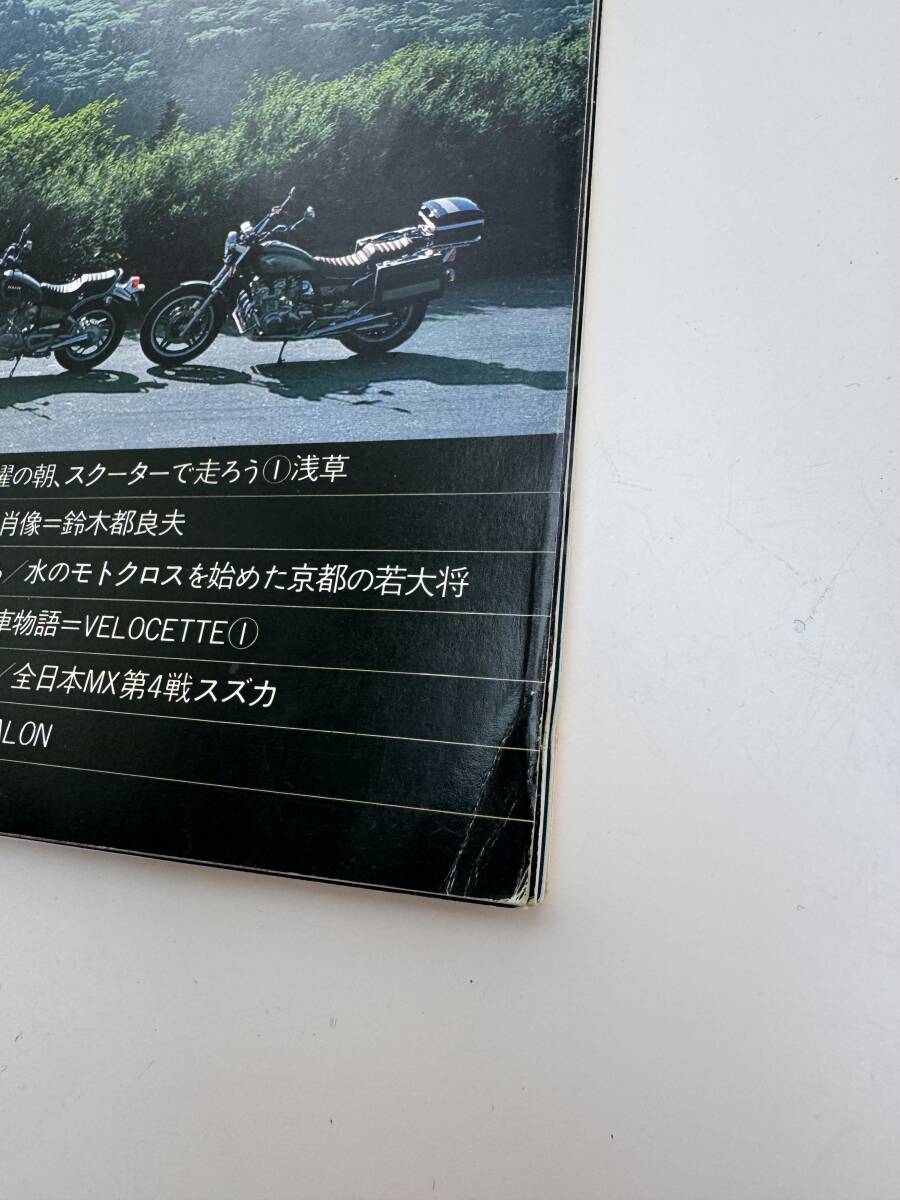 曜の朝、スクーターで走ろう①浅草
肖像=鈴木都良夫
/水のモトクロスを始めた京都の若大将
車物語=VELOCETTE①
/全日本MX第4戦スズカ
ALON